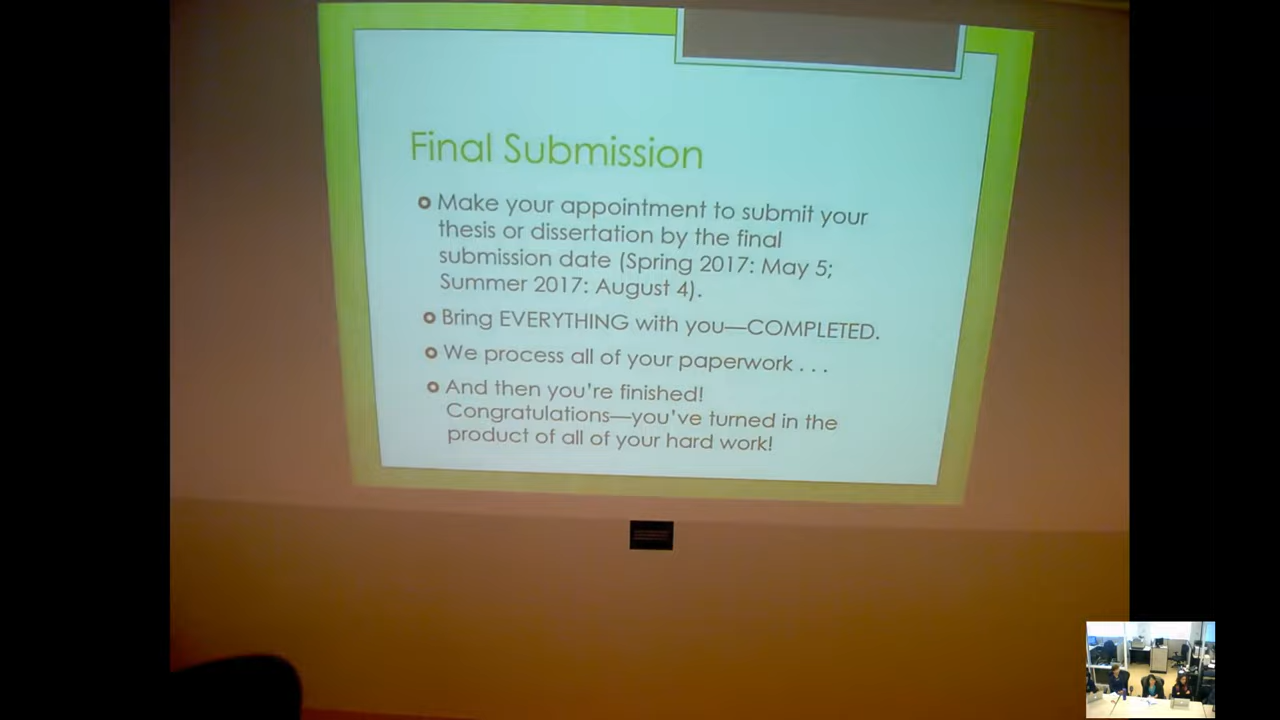 Final Submission
Make your appointment to submit your
thesis or dissertation by the final
submission date (Spring 2017: May 5;
Summer 2017: August 4).
Bring EVERYTHING with you—COMPLETED.
We process all of your paperwork . . .
And then you're finished!
Congratulations—you've turned in the
product of all of your hard work!